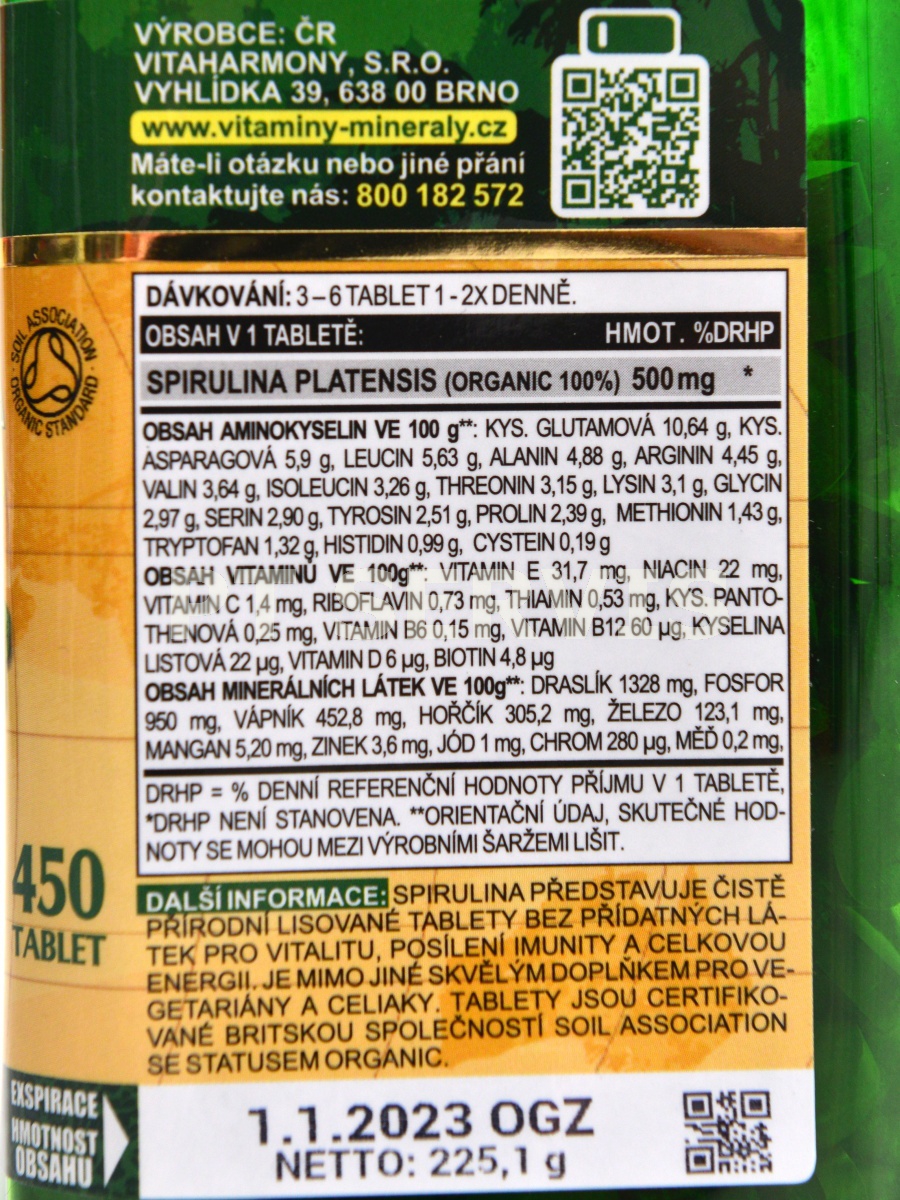 VÝROBCE: ČR
VITAHARMONY, S.R.O.
VYHLÍDKA 39, 638 00 BRNO
www.vitaminy-mineraly.cz
Máte-li otázku nebo jiné přání
kontaktujte nás: 800 182 572
SOIL ASSOCIATION
ORGANIC STANDARD
DÁVKOVÁNÍ: 3–6 TABLET 1-2X DENNĚ.
OBSAH V 1 TABLETĚ: HMOT. %DRHP
SPIRULINA PLATENSIS (ORGANIC 100%) 500mg *
OBSAH AMINOKYSELIN VE 100 g**: KYS. GLUTAMOVÁ 10,64 g, KYS.
ASPARAGOVÁ 5,9 g, LEUCIN 5,63 g, ALANIN 4,88 g, ARGININ 4,45 g,
VALIN 3,64 g, ISOLEUCIN 3,26 g, THREONIN 3,15 g, LYSIN 3,1 g, GLYCIN
2,97 g, SERIN 2,90 g, TYROSIN 2,51 g, PROLIN 2,39 g, METHIONIN 1,43 g,
TRYPTOFAN 1,32 g, HISTIDIN 0,99 g, CYSTEIN 0,19 g
OBSAH VITAMINŮ VE 100g**: VITAMIN E 31,7 mg, NIACIN 22 mg,
VITAMIN C 1,4 mg, RIBOFLAVIN 0,73 mg, THIAMIN 0,53 mg, KYS. PANTO-
THENOVÁ 0,25 mg, VITAMIN B6 0,15 mg, VITAMIN B12 60 µg, KYSELINA
LISTOVÁ 22 µg, VITAMIN D 6 µg, BIOTIN 4,8 µg
OBSAH MINERÁLNÍCH LÁTEK VE 100g**: DRASLÍK 1328 mg, FOSFOR
950 mg, VÁPNÍK 452,8 mg, HOŘČÍK 305,2 mg, ŽELEZO 123,1 mg,
MANGAN 5,20 mg, ZINEK 3,6 mg, JÓD 1 mg, CHROM 280 µg, MĚĎ 0,2 mg,
DRHP = % DENNÍ REFERENČNÍ HODNOTY PŘÍJMU V 1 TABLETĚ,
*DRHP NENÍ STANOVENA. **ORIENTAČNÍ ÚDAJ, SKUTEČNÉ HOD-
NOTY SE MOHOU MEZI VÝROBNÍMI ŠARŽEMI LIŠIT.
450
TABLET
DALŠÍ INFORMACE: SPIRULINA PŘEDSTAVUJE ČISTĚ
PŘÍRODNÍ LISOVANÉ TABLETY BEZ PŘÍDATNÝCH LÁ-
TEK PRO VITALITU, POSÍLENÍ IMUNITY A CELKOVOU
ENERGII. JE MIMO JINÉ SKVĚLÝM DOPLŇKEM PRO VE-
GETARIÁNY A CELIAKY. TABLETY JSOU CERTIFIKO-
VANÉ BRITSKOU SPOLEČNOSTÍ SOIL ASSOCIATION
SE STATUSEM ORGANIC.
EXSPIRACE
HMOTNOST
OBSAHU
1.1.2023 OGZ
NETTO: 225,1 g